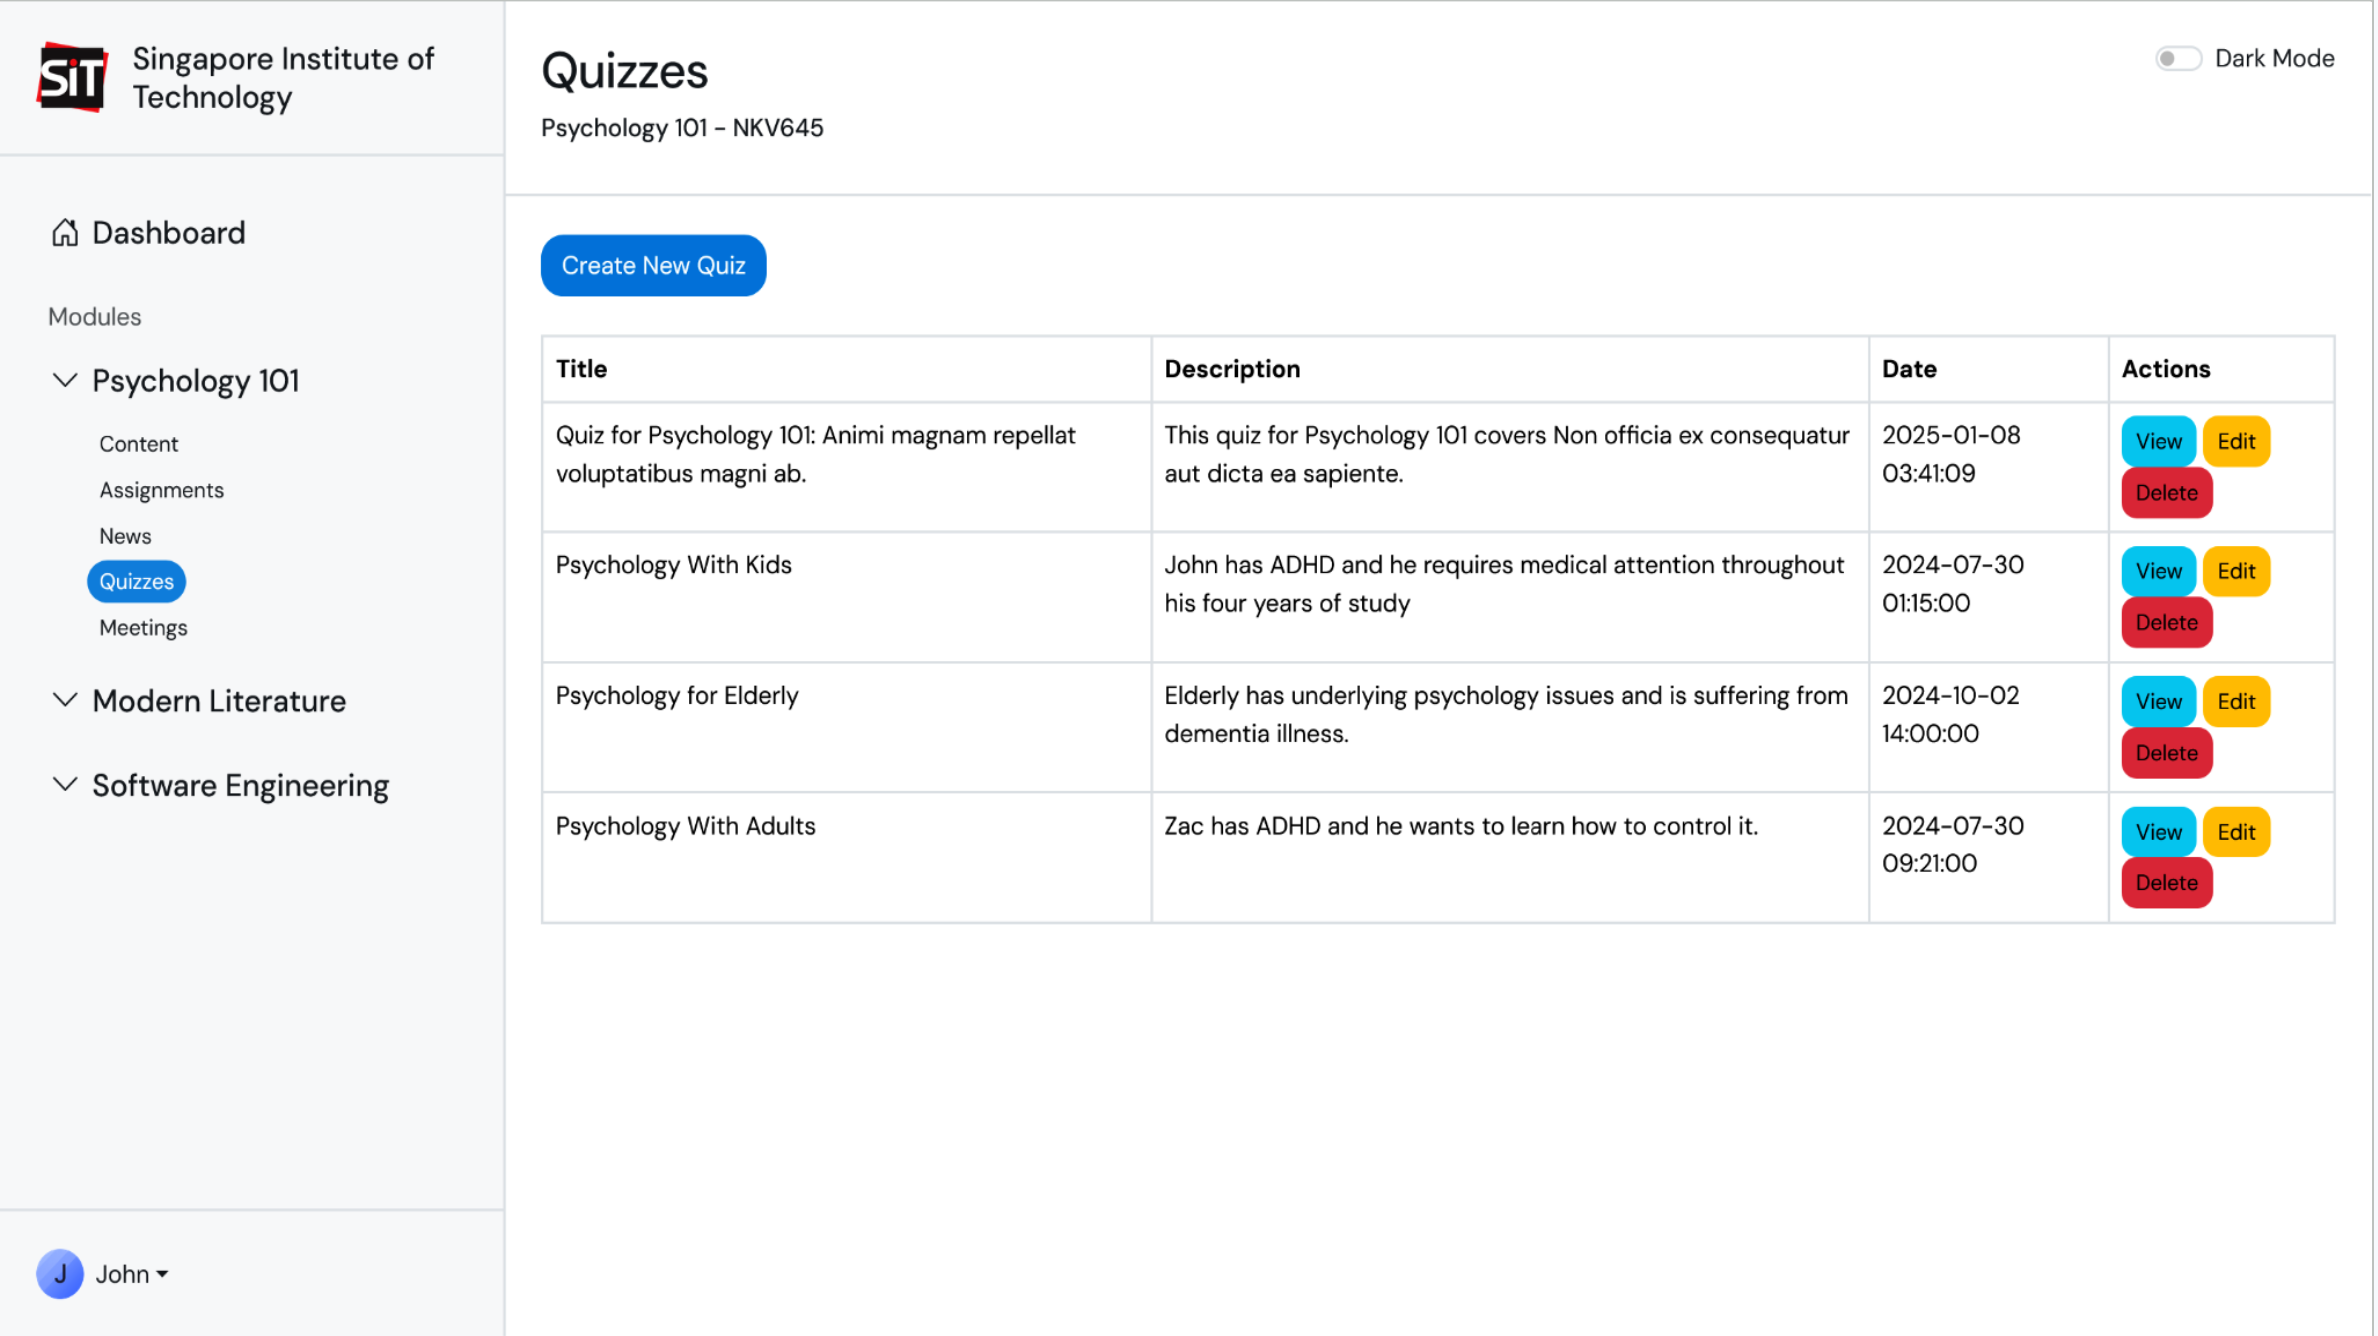 SiT
Singapore Institute of
Technology
Dashboard
Modules
Psychology 101
Content
Assignments
News
Quizzes
Meetings
Modern Literature
Software Engineering
J
John
Quizzes
Psychology 101 - NKV645
Dark Mode
Create New Quiz
Title Description Date Actions
Quiz for Psychology 101: Animi magnam repellat
voluptatibus magni ab.
This quiz for Psychology 101 covers Non officia ex consequatur
aut dicta ea sapiente.
2025-01-08
03:41:09
View Edit
Delete
Psychology With Kids
John has ADHD and he requires medical attention throughout
his four years of study
2024-07-30
01:15:00
View Edit
Delete
Psychology for Elderly
Elderly has underlying psychology issues and is suffering from
dementia illness.
2024-10-02
14:00:00
View Edit
Delete
Psychology With Adults
Zac has ADHD and he wants to learn how to control it.
2024-07-30
09:21:00
View Edit
Delete